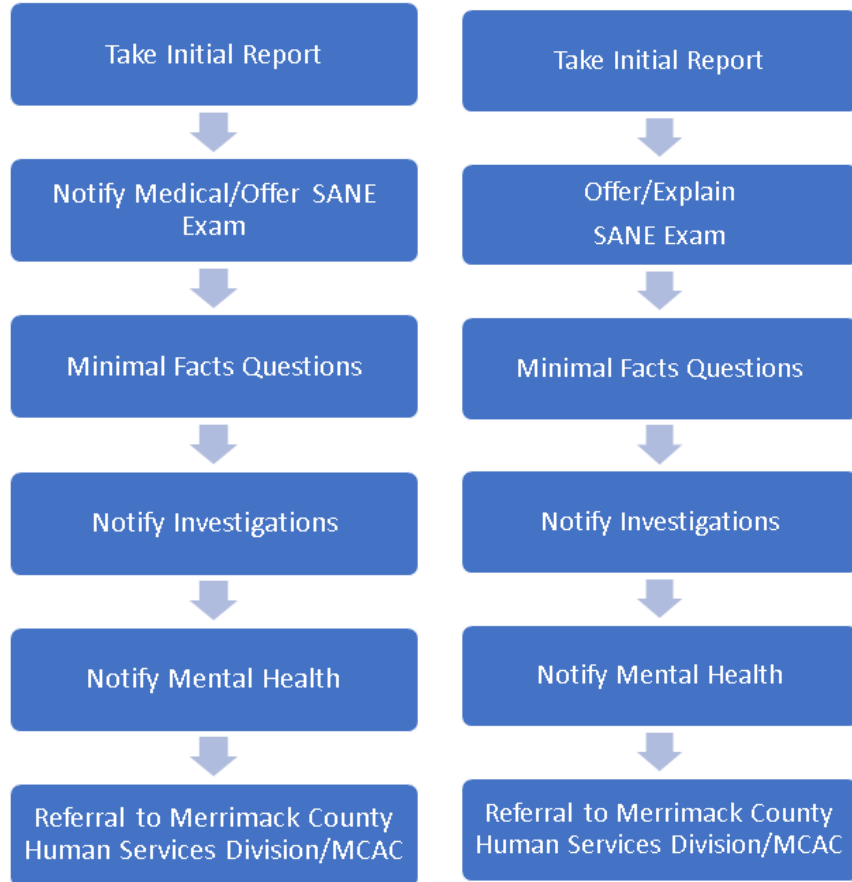 Take Initial Report
Notify Medical/Offer SANE
Exam
Minimal Facts Questions
Notify Investigations
Notify Mental Health
Referral to Merrimack County
Human Services Division/MCAC
Take Initial Report
Offer/Explain
SANE Exam
Minimal Facts Questions
Notify Investigations
Notify Mental Health
Referral to Merrimack County
Human Services Division/MCAC